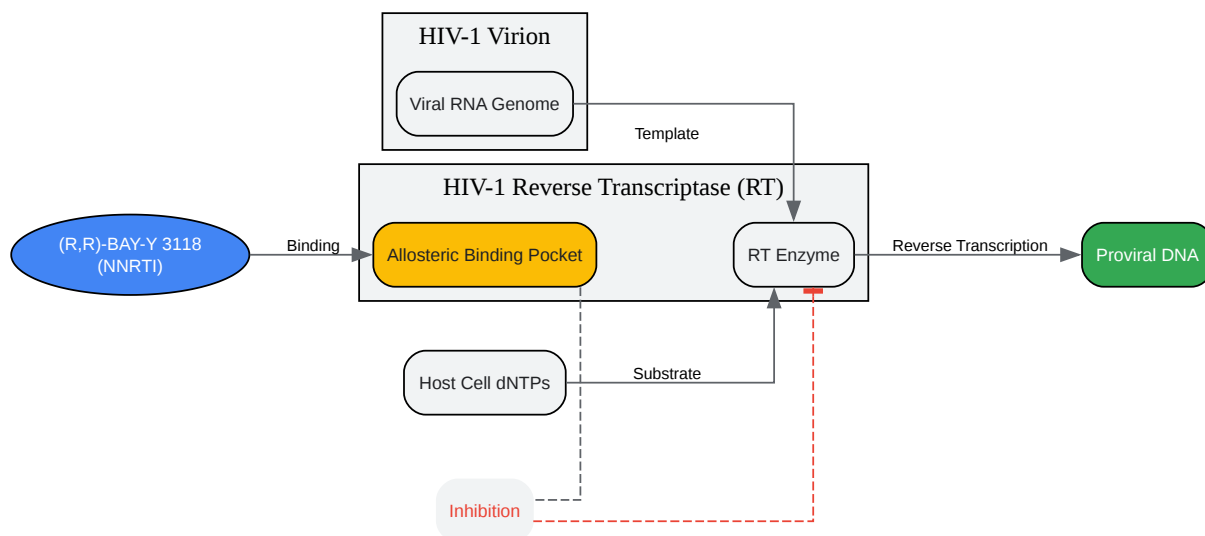 HIV-1 Virion
Viral RNA Genome
Template
HIV-1 Reverse Transcriptase (RT)
(R,R)-BAY-Y 3118
(NNRTI)
Binding
Allosteric Binding Pocket
RT Enzyme
Reverse Transcription
Proviral DNA
Host Cell dNTPs
Substrate
Inhibition